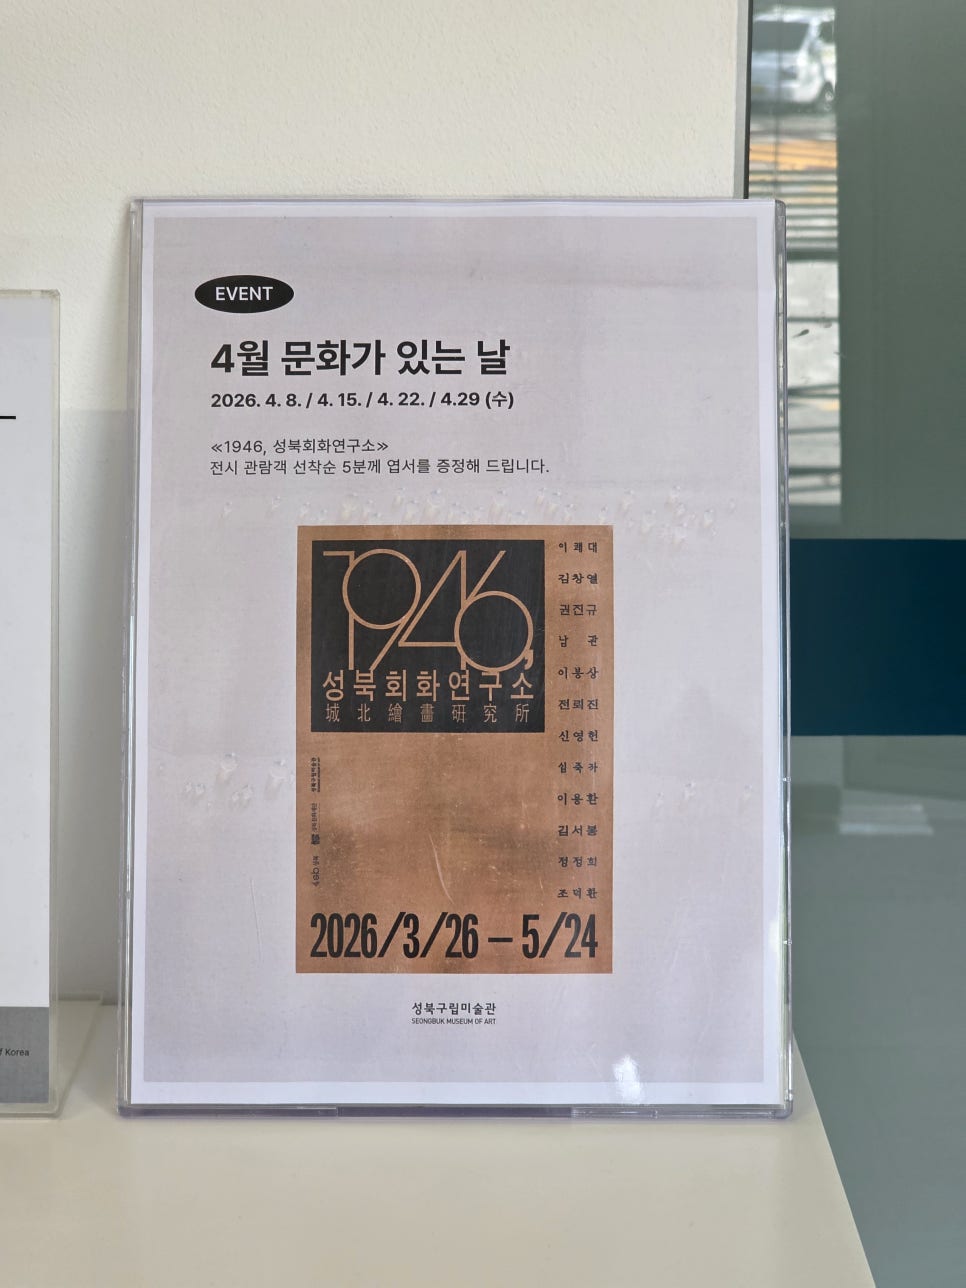 EVENT
4월 문화가 있는 날
2026. 4. 8. / 4. 15. / 4. 22. / 4.29 (수)
≪1946, 성북회화연구소≫
전시 관람객 선착순 5분께 엽서를 증정해 드립니다.
1946,
성북회화연구소
城北繪畵硏究所
이쾌대
김창열
권진규
남관
이봉상
전뢰진
신영헌
심죽자
이용환
김서봉
정정희
조덕환
2026/3/26 – 5/24
성북구립미술관
SEONGBUK MUSEUM OF ART
f Korea